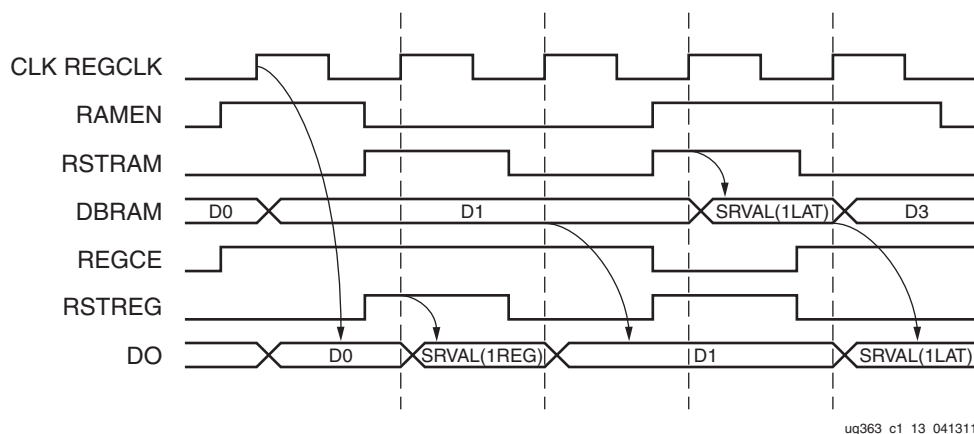 CLK REGCLK
RAMEN
RSTRAM
DBRAM D0 D1 SRVAL(1LAT) D3
REGCE
RSTREG
DO D0 SRVAL(1REG) D1 SRVAL(1LAT)
ug363_c1_13_041311